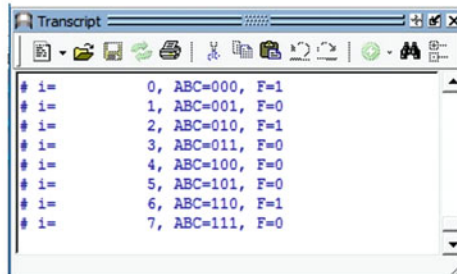 Transcript
# i=          0, ABC=000, F=1
# i=          1, ABC=001, F=0
# i=          2, ABC=010, F=1
# i=          3, ABC=011, F=0
# i=          4, ABC=100, F=0
# i=          5, ABC=101, F=0
# i=          6, ABC=110, F=1
# i=          7, ABC=111, F=0